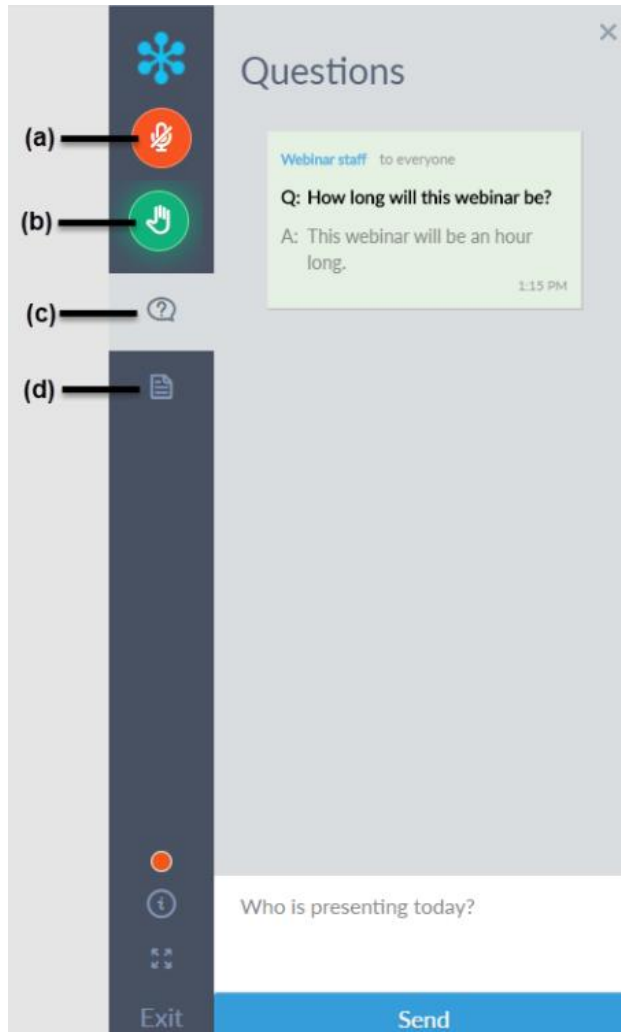 Questions
(a)
Webinar staff to everyone
Q: How long will this webinar be?
(b)
A: This webinar will be an hour
long.
1:15 PM
(c)
(d)
Who is presenting today?
Exit
Send